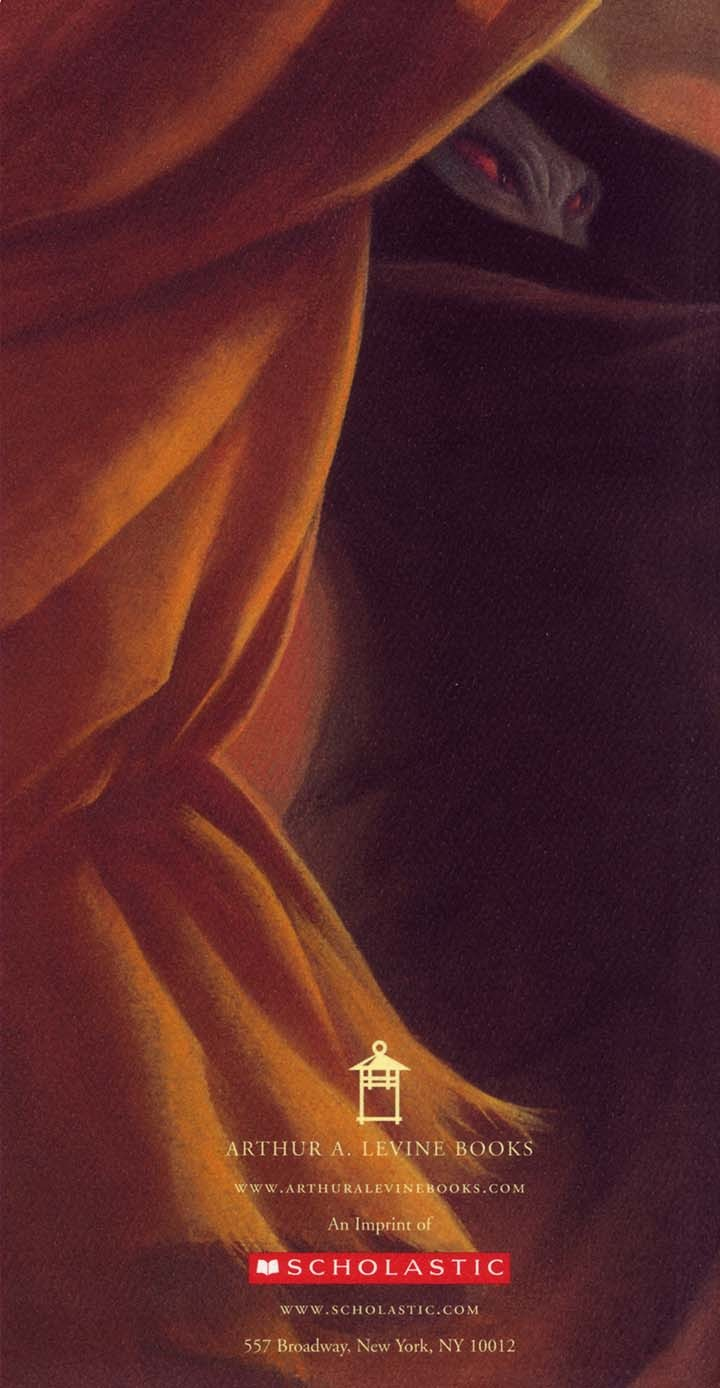 ARTHUR A. LEVINE BOOKS
WWW.ARTHURALEVINEBOOKS.COM
An Imprint of
SCHOLASTIC
WWW.SCHOLASTIC.COM
557 Broadway, New York, NY 10012